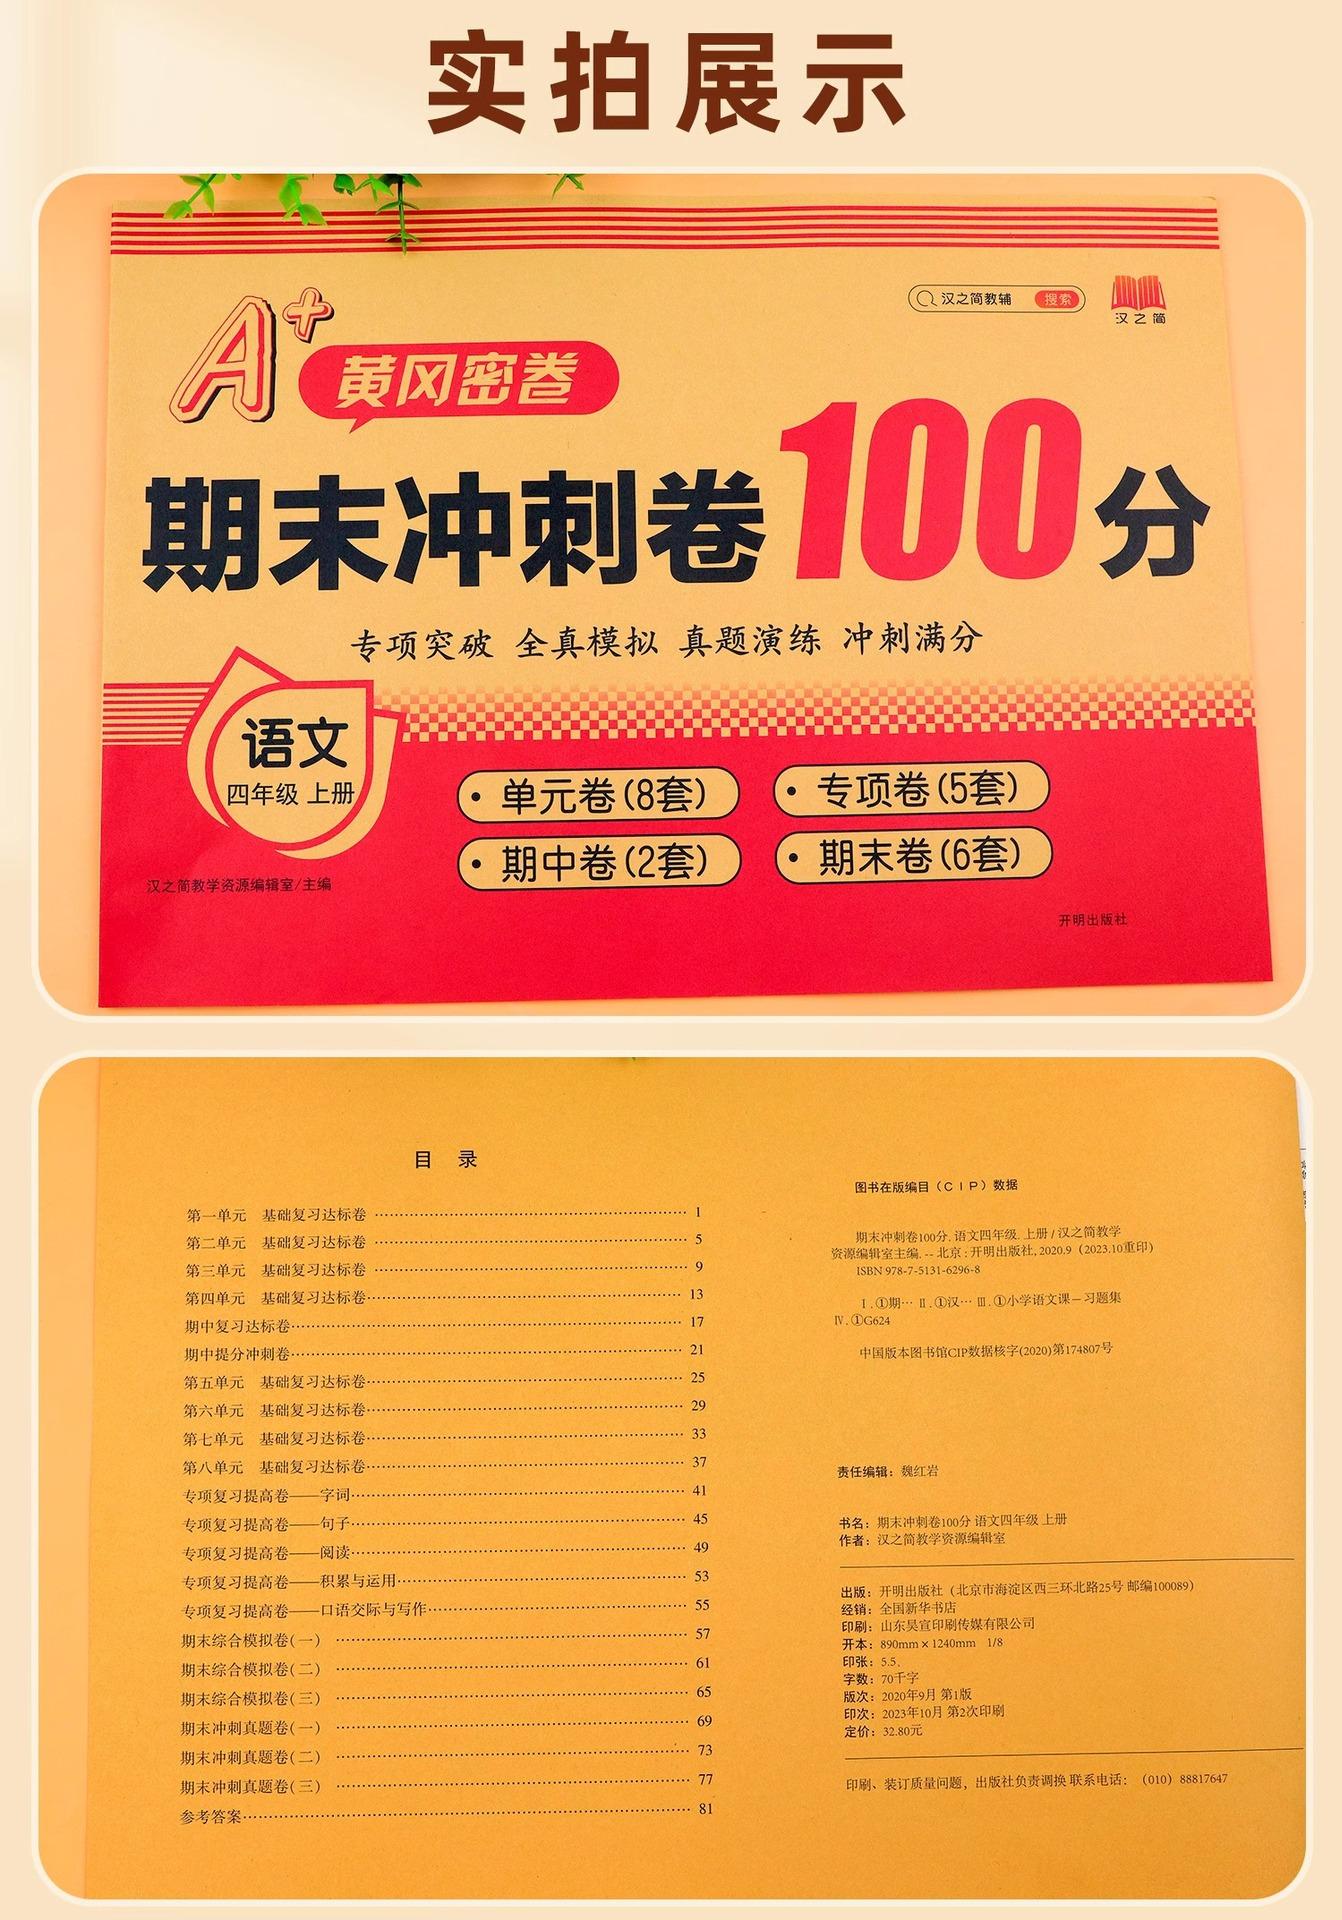 实拍展示
汉之简教辅 搜索
汉之简
A+
黄冈密卷
期末冲刺卷100分
专项突破 全真模拟 真题演练 冲刺满分
语文
四年级 上册
·单元卷(8套)
·专项卷(5套)
·期中卷(2套)
·期末卷(6套)
汉之简教学资源编辑室/主编
开明出版社
目 录
第一单元 基础复习达标卷 1
第二单元 基础复习达标卷 5
第三单元 基础复习达标卷 9
第四单元 基础复习达标卷 13
期中复习达标卷 17
期中提分冲刺卷 21
第五单元 基础复习达标卷 25
第六单元 基础复习达标卷 29
第七单元 基础复习达标卷 33
第八单元 基础复习达标卷 37
专项复习提高卷——字词 41
专项复习提高卷——句子 45
专项复习提高卷——阅读 49
专项复习提高卷——积累与运用 53
专项复习提高卷——口语交际与写作 55
期末综合模拟卷(一) 57
期末综合模拟卷(二) 61
期末综合模拟卷(三) 65
期末冲刺真题卷(一) 69
期末冲刺真题卷(二) 73
期末冲刺真题卷(三) 77
参考答案 81
图书在版编目(CIP)数据
期末冲刺卷100分. 语文四年级. 上册/汉之简教学
资源编辑室主编. -- 北京:开明出版社,2020.9 (2023.10重印)
ISBN 978-7-5131-6296-8
Ⅰ.①期… Ⅱ.①汉… Ⅲ.①小学语文课－习题集
Ⅳ.①G624
中国版本图书馆CIP数据核字(2020)第174807号
责任编辑：魏红岩
书名：期末冲刺卷100分 语文四年级 上册
作者：汉之简教学资源编辑室
出版：开明出版社（北京市海淀区西三环北路25号 邮编100089）
经销：全国新华书店
印刷：山东昊宣印刷传媒有限公司
开本：890mm×1240mm 1/8
印张：5.5.
字数：70千字
版次：2020年9月 第1版
印次：2023年10月 第2次印刷
定价：32.80元
印刷、装订质量问题，出版社负责调换 联系电话：（010）88817647